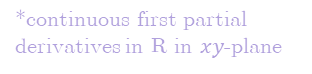 *continuous first partial
derivatives in R in xy-plane